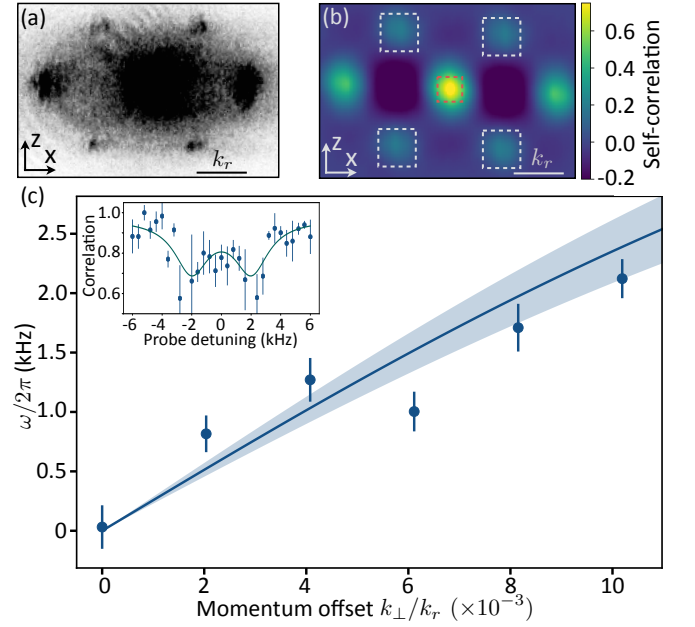 (a)
z
x
k_r
(b)
z
x
k_r
0.6
0.4
0.2
0.0
-0.2
Self-correlation
(c)
2.5
2.0
1.5
1.0
0.5
0
ω/2π (kHz)
1.0
0.8
0.6
Correlation
-6 -4 -2 0 2 4 6
Probe detuning (kHz)
0 2 4 6 8 10
Momentum offset k_⊥/k_r (×10⁻³)